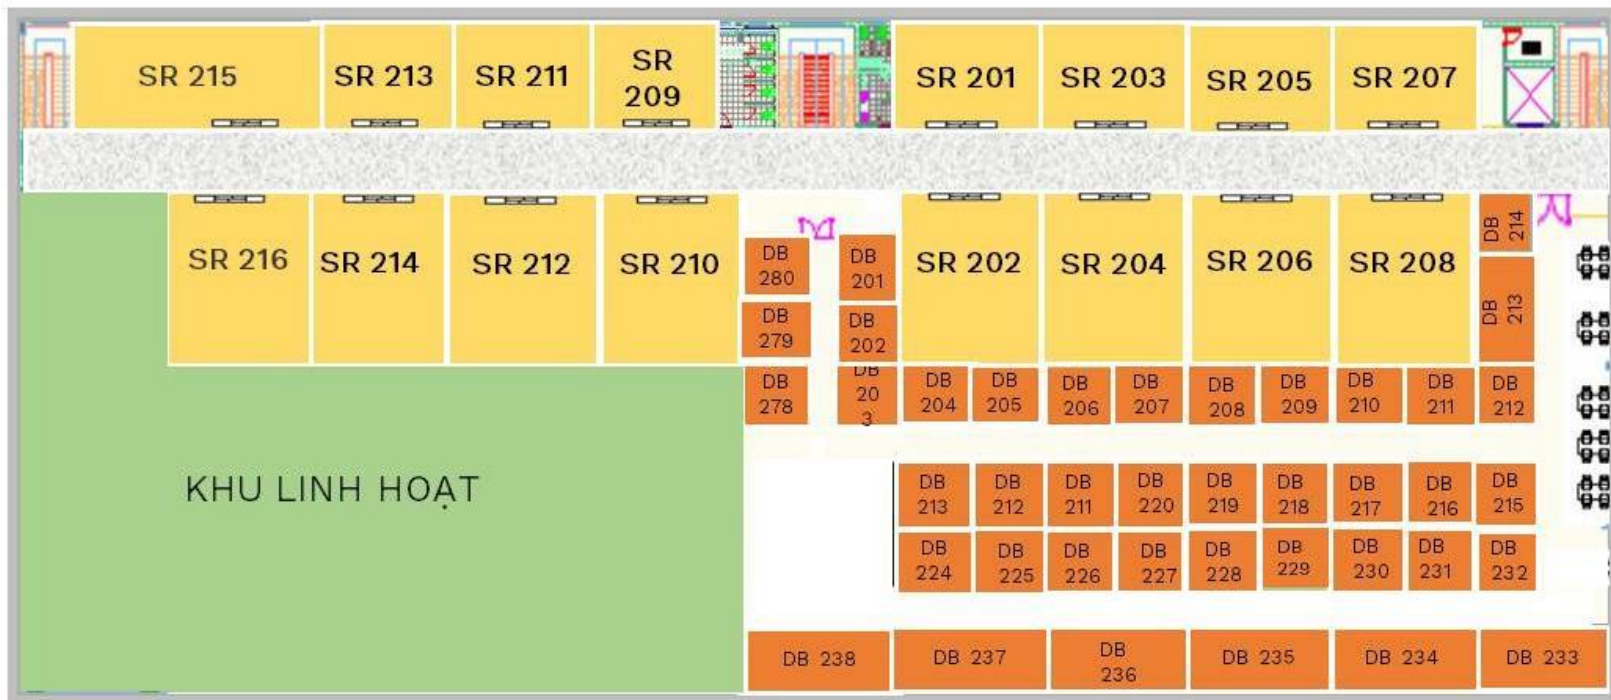 SR 215
SR 213
SR 211
SR
209
SR 201
SR 203
SR 205
SR 207
SR 216
SR 214
SR 212
SR 210
DB
280
DB
201
SR 202
SR 204
SR 206
SR 208
DB
214
DB
279
DB
202
DB
213
DB
278
DB
20
3
DB
204
DB
205
DB
206
DB
207
DB
208
DB
209
DB
210
DB
211
DB
212
KHU LINH HOẠT
DB
213
DB
212
DB
211
DB
220
DB
219
DB
218
DB
217
DB
216
DB
215
DB
224
DB
225
DB
226
DB
227
DB
228
DB
229
DB
230
DB
231
DB
232
DB 238
DB 237
DB
236
DB 235
DB 234
DB 233